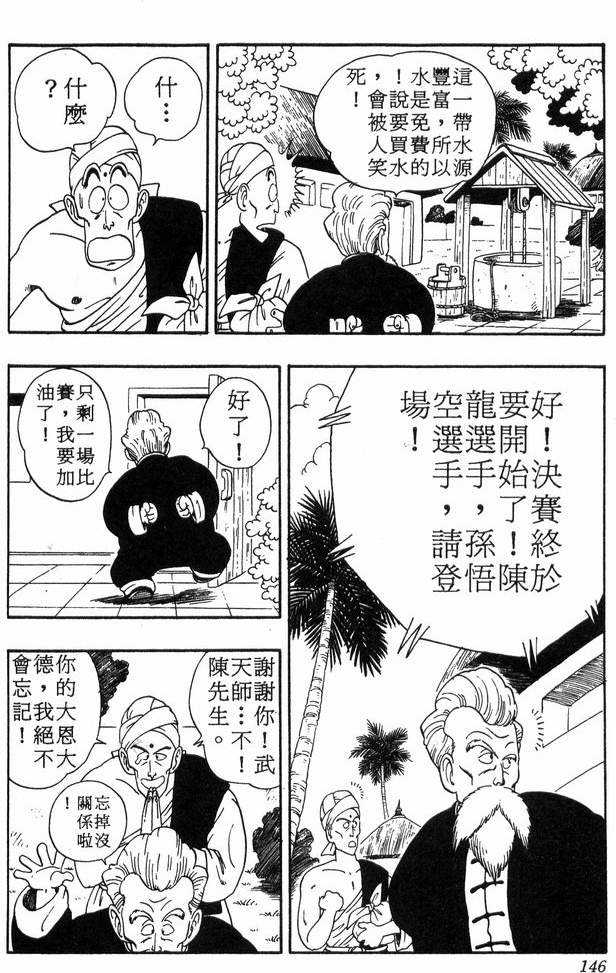 這一帶水源
豐富，所以
水是免費的
！說要買水
，會被人笑
死！
什…
什麼
？
好！決賽終於
要開始了！陳
龍選手，孫悟
空選手，請登
場！
好了！
只剩一場比
賽，我要加
油了！
謝謝你！武
天師…不！
陳先生。
你的大恩大
德，我絕不
會忘記！
忘掉沒
關係啦
！
146